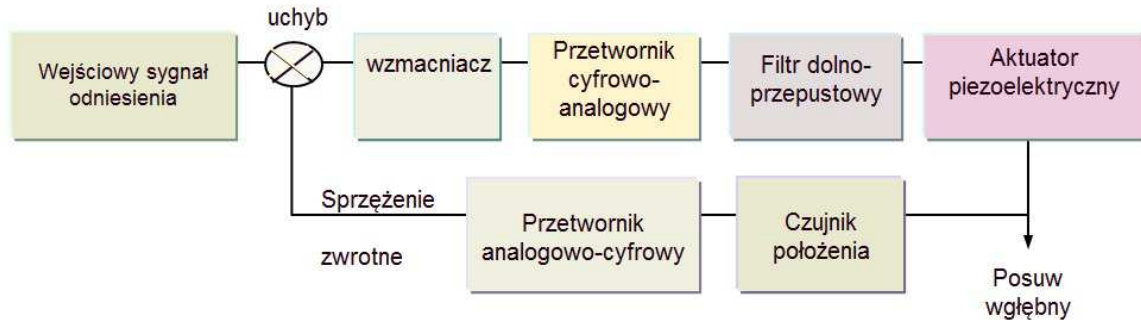 uchyb
Wejściowy sygnał
odniesienia
wzmacniacz
Przetwornik
cyfrowo-
analogowy
Filtr dolno-
przepustowy
Aktuator
piezoelektryczny
Sprzężenie
zwrotne
Przetwornik
analogowo-cyfrowy
Czujnik
położenia
Posuw
wgłębny